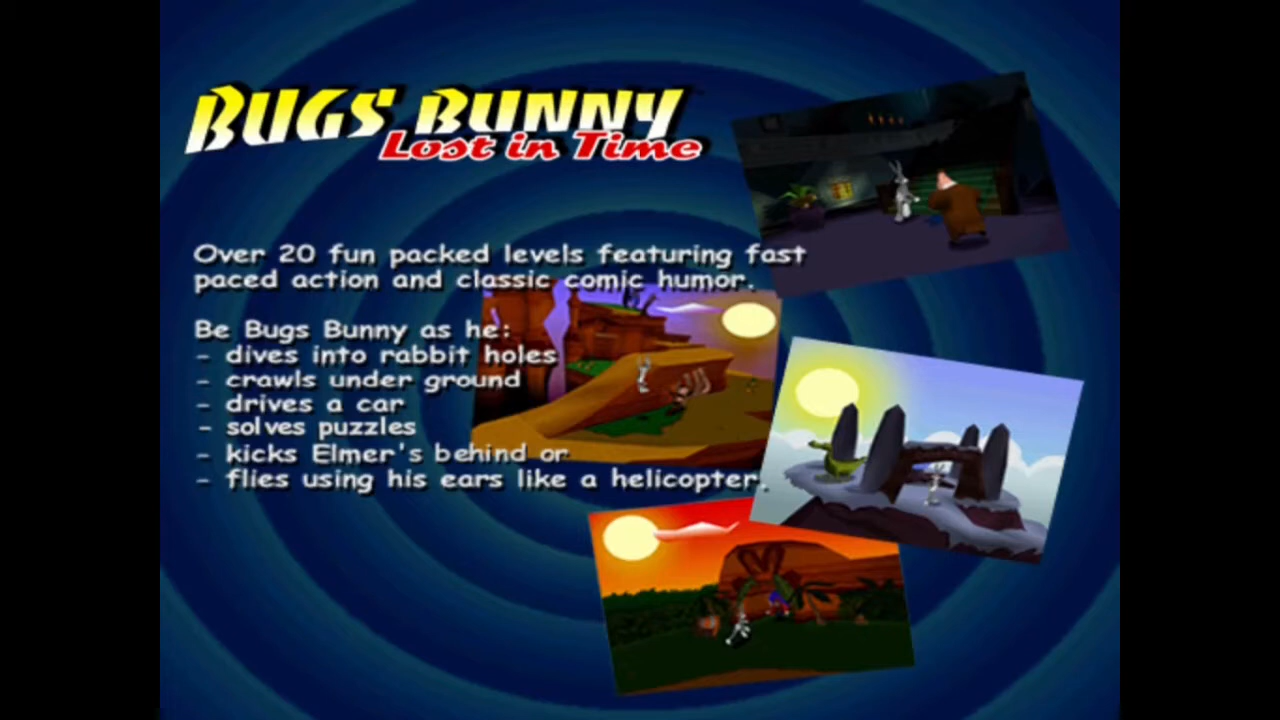 BUGS BUNNY
Lost in Time
Over 20 fun packed levels featuring fast
paced action and classic comic humor.
Be Bugs Bunny as he:
- dives into rabbit holes
- crawls under ground
- drives a car
- solves puzzles
- kicks Elmer's behind or
- flies using his ears like a helicopter.